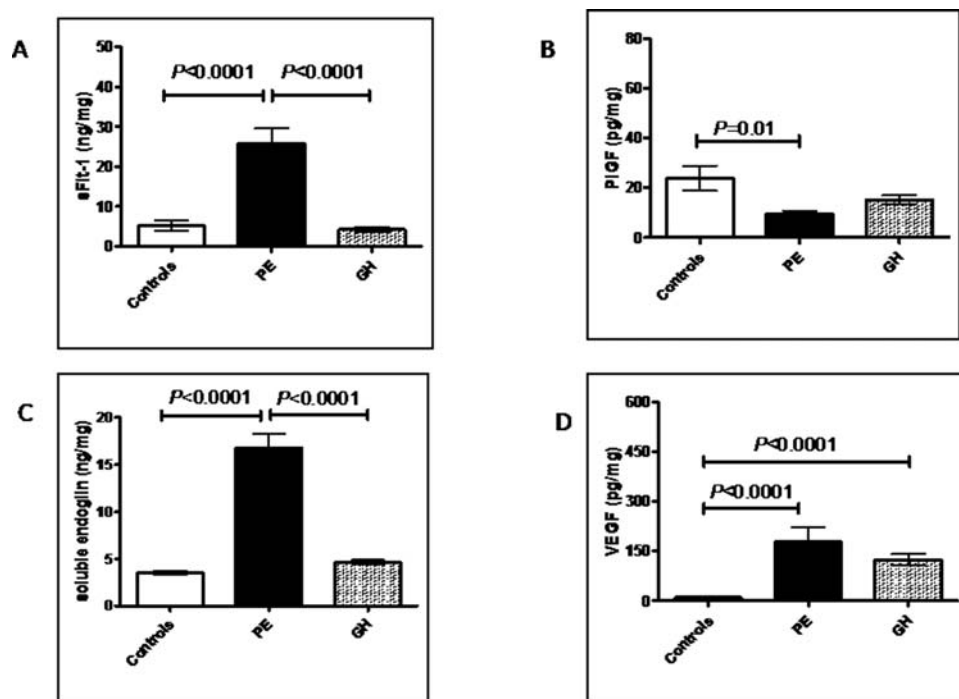 A
sFlt-1 (ng/mg)
50
40
30
20
10
0
P<0.0001
P<0.0001
Controls
PE
GH
B
PlGF (pg/mg)
80
60
40
20
0
P=0.01
Controls
PE
GH
C
soluble endoglin (ng/mg)
20
15
10
5
0
P<0.0001
P<0.0001
Controls
PE
GH
D
VEGF (pg/mg)
600
450
300
150
0
P<0.0001
P<0.0001
Controls
PE
GH